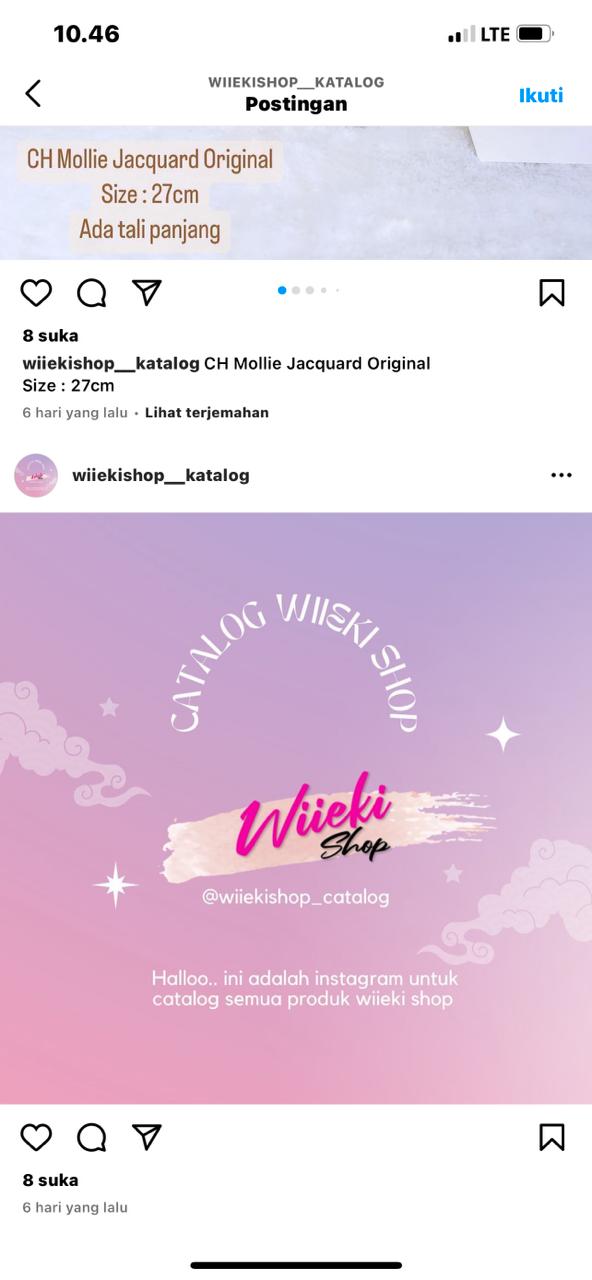 10.46
LTE
WIIEKISHOP__KATALOG
Postingan
Ikuti
CH Mollie Jacquard Original
Size : 27cm
Ada tali panjang
8 suka
wiiekishop__katalog CH Mollie Jacquard Original
Size : 27cm
6 hari yang lalu • Lihat terjemahan
wiiekishop__katalog
CATALOG WIIEKI SHOP
Wiieki
Shop
@wiiekishop_catalog
Halloo.. ini adalah instagram untuk
catalog semua produk wiieki shop
8 suka
6 hari yang lalu